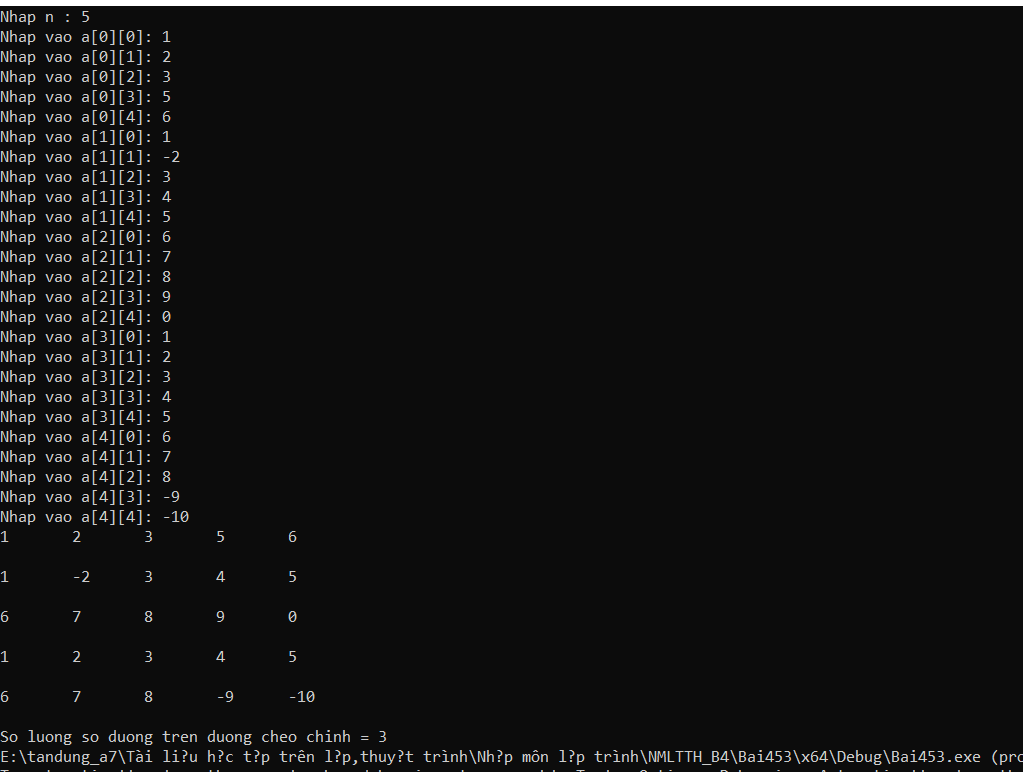 Nhap n : 5
Nhap vao a[0][0]: 1
Nhap vao a[0][1]: 2
Nhap vao a[0][2]: 3
Nhap vao a[0][3]: 5
Nhap vao a[0][4]: 6
Nhap vao a[1][0]: 1
Nhap vao a[1][1]: -2
Nhap vao a[1][2]: 3
Nhap vao a[1][3]: 4
Nhap vao a[1][4]: 5
Nhap vao a[2][0]: 6
Nhap vao a[2][1]: 7
Nhap vao a[2][2]: 8
Nhap vao a[2][3]: 9
Nhap vao a[2][4]: 0
Nhap vao a[3][0]: 1
Nhap vao a[3][1]: 2
Nhap vao a[3][2]: 3
Nhap vao a[3][3]: 4
Nhap vao a[3][4]: 5
Nhap vao a[4][0]: 6
Nhap vao a[4][1]: 7
Nhap vao a[4][2]: 8
Nhap vao a[4][3]: -9
Nhap vao a[4][4]: -10
1 2 3 5 6
1 -2 3 4 5
6 7 8 9 0
1 2 3 4 5
6 7 8 -9 -10
So luong so duong tren duong cheo chinh = 3
E:\tandung_a7\Tài li?u h?c t?p trên l?p,thuy?t trình\Nh?p môn l?p trình\NMLTTH_B4\Bai453\x64\Debug\Bai453.exe (pro